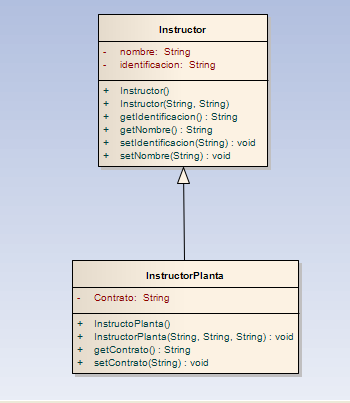 Instructor
- nombre: String
- identificacion: String
+ Instructor()
+ Instructor(String, String)
+ getIdentificacion() : String
+ getNombre() : String
+ setIdentificacion(String) : void
+ setNombre(String) : void
InstructorPlanta
- Contrato: String
+ InstructoPlanta()
+ InstructorPlanta(String, String, String) : void
+ getContrato() : String
+ setContrato(String) : void